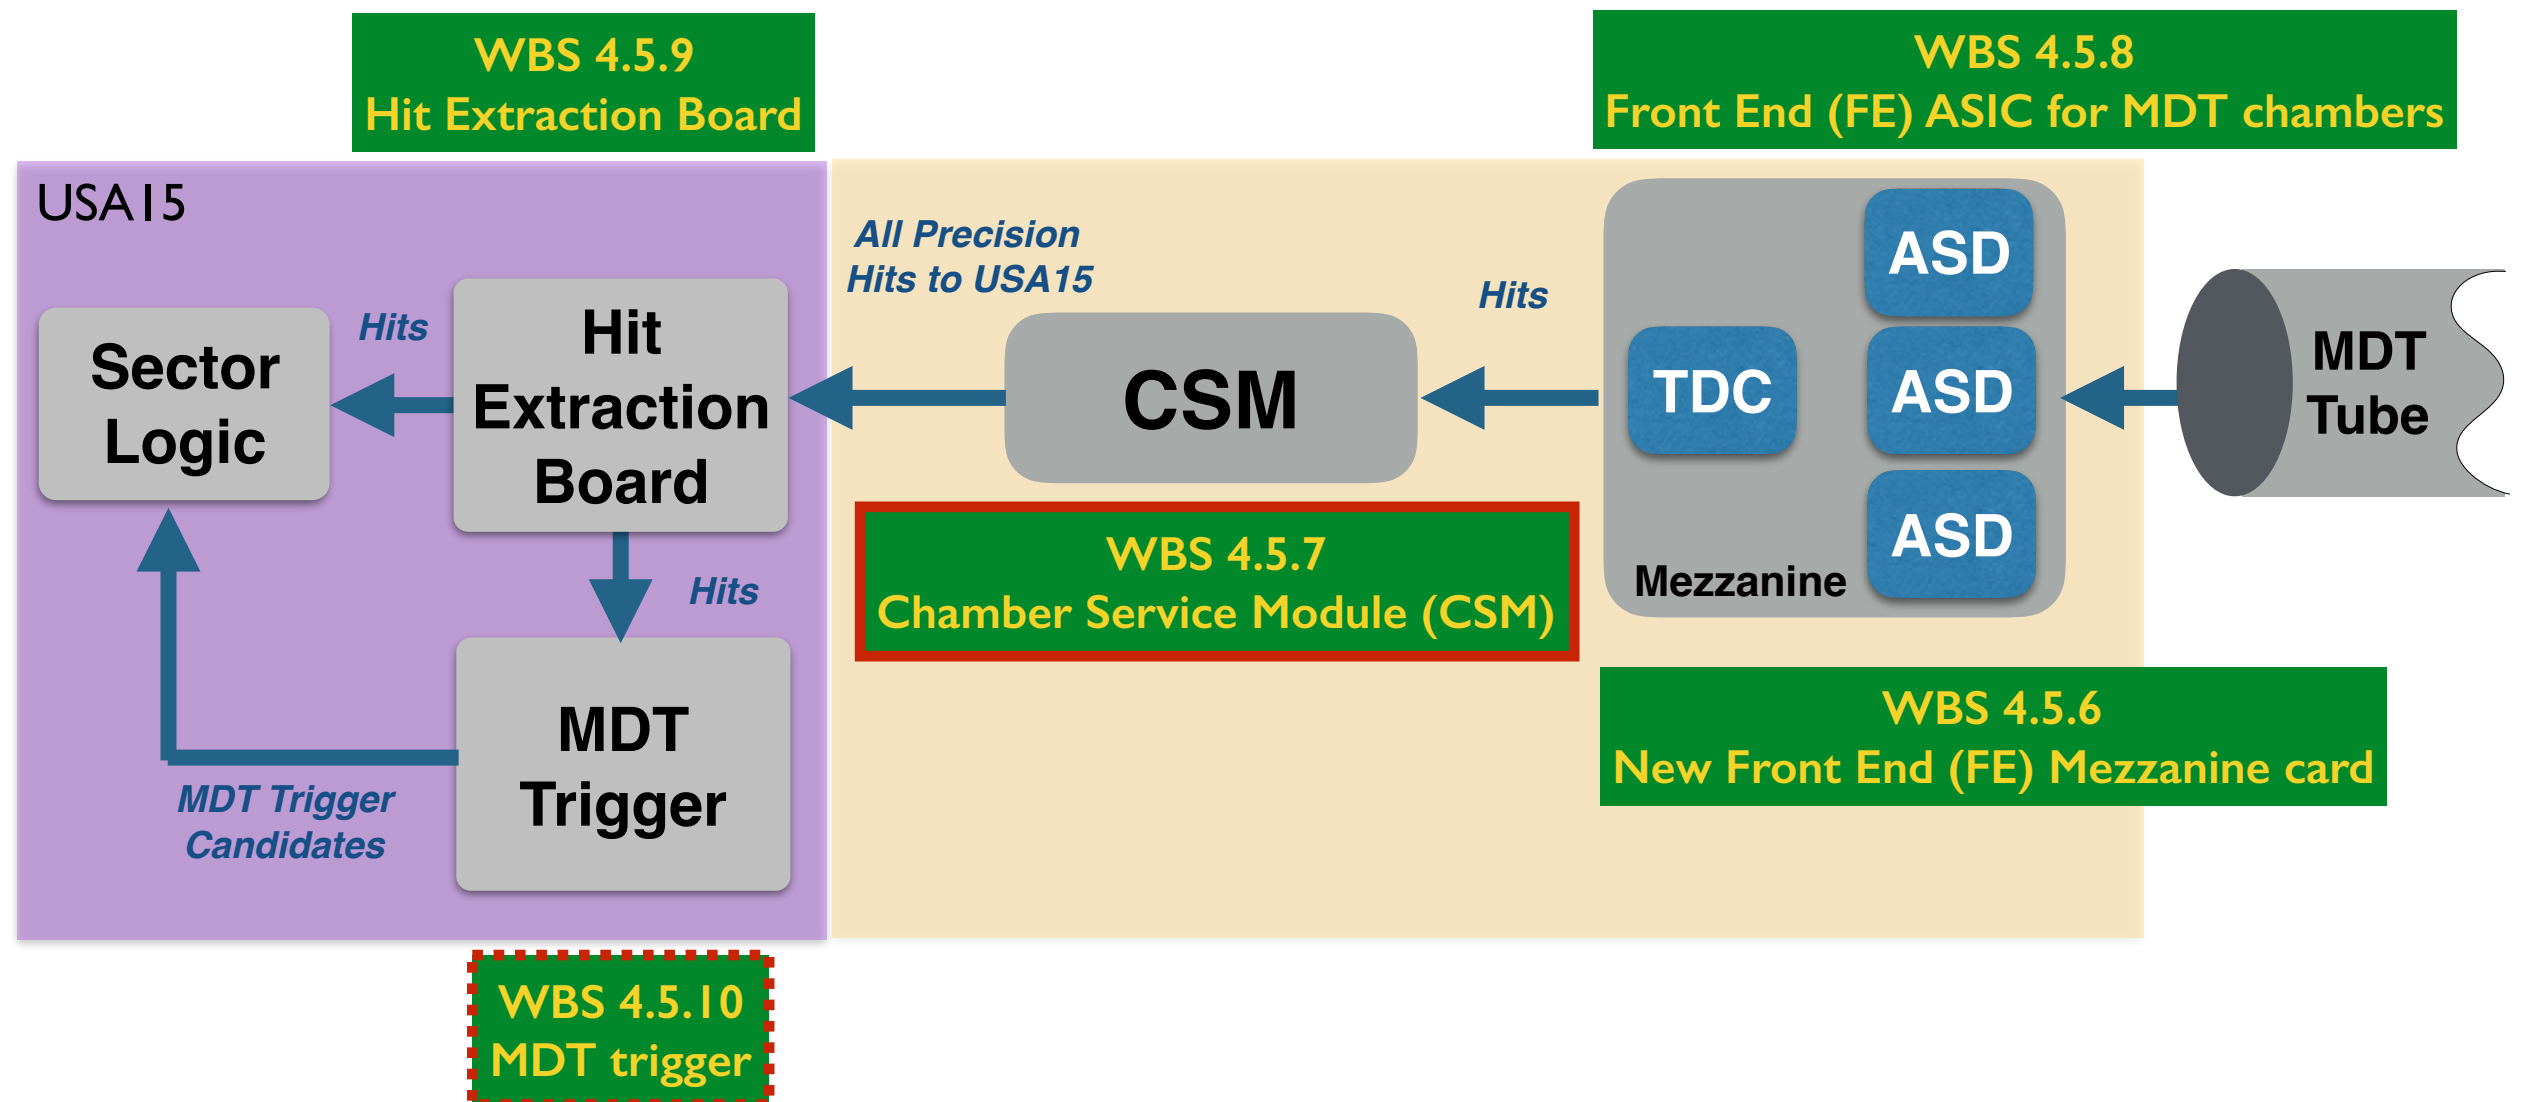 WBS 4.5.9
Hit Extraction Board
WBS 4.5.8
Front End (FE) ASIC for MDT chambers
USA15
Sector
Logic
Hits
Hit
Extraction
Board
Hits
MDT
Trigger
MDT Trigger
Candidates
All Precision
Hits to USA15
CSM
Hits
WBS 4.5.7
Chamber Service Module (CSM)
ASD
TDC
ASD
ASD
Mezzanine
MDT
Tube
WBS 4.5.6
New Front End (FE) Mezzanine card
WBS 4.5.10
MDT trigger